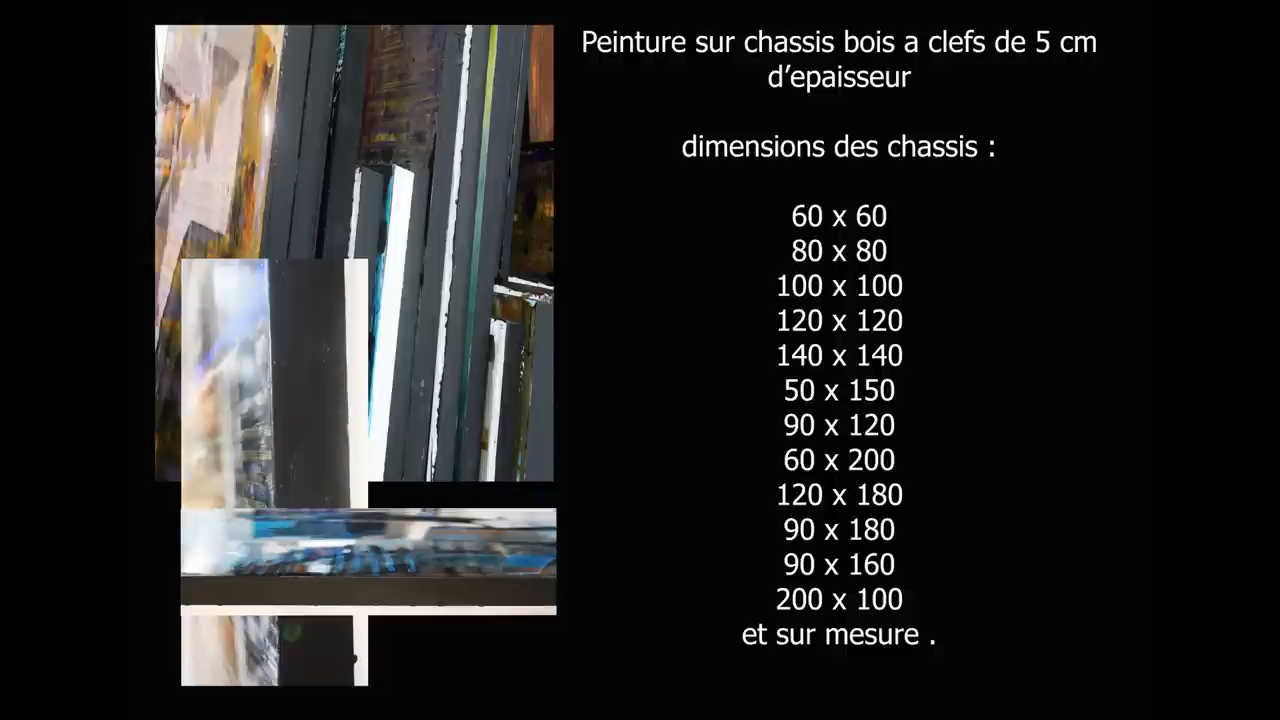 Peinture sur chassis bois a clefs de 5 cm
d’epaisseur
dimensions des chassis :
60 x 60
80 x 80
100 x 100
120 x 120
140 x 140
50 x 150
90 x 120
60 x 200
120 x 180
90 x 180
90 x 160
200 x 100
et sur mesure .